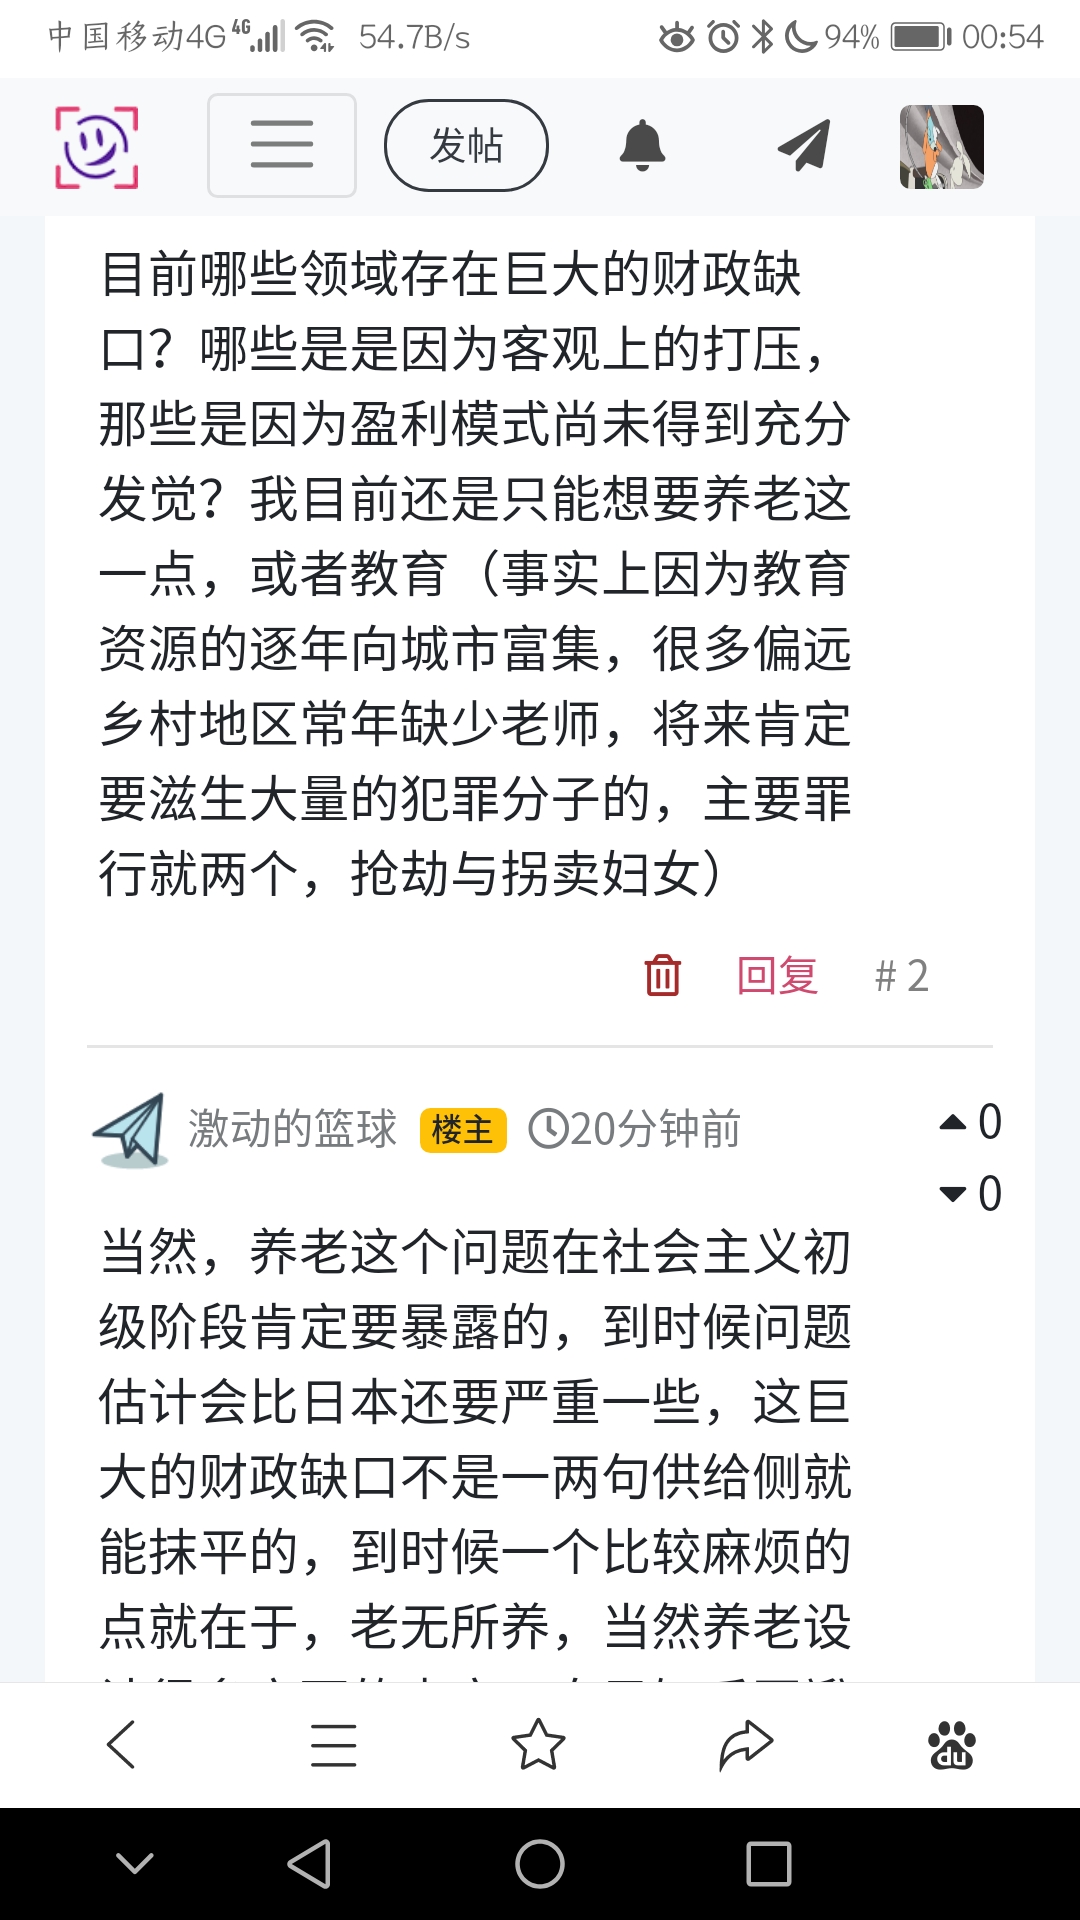 中国移动4G 4G 54.7B/s 94% 00:54
发帖
目前哪些领域存在巨大的财政缺
口？哪些是是因为客观上的打压，
那些是因为盈利模式尚未得到充分
发觉？我目前还是只能想要养老这
一点，或者教育（事实上因为教育
资源的逐年向城市富集，很多偏远
乡村地区常年缺少老师，将来肯定
要滋生大量的犯罪分子的，主要罪
行就两个，抢劫与拐卖妇女）
回复 # 2
激动的篮球 楼主 20分钟前 0
0
当然，养老这个问题在社会主义初
级阶段肯定要暴露的，到时候问题
估计会比日本还要严重一些，这巨
大的财政缺口不是一两句供给侧就
能抹平的，到时候一个比较麻烦的
点就在于，老无所养，当然养老设
du